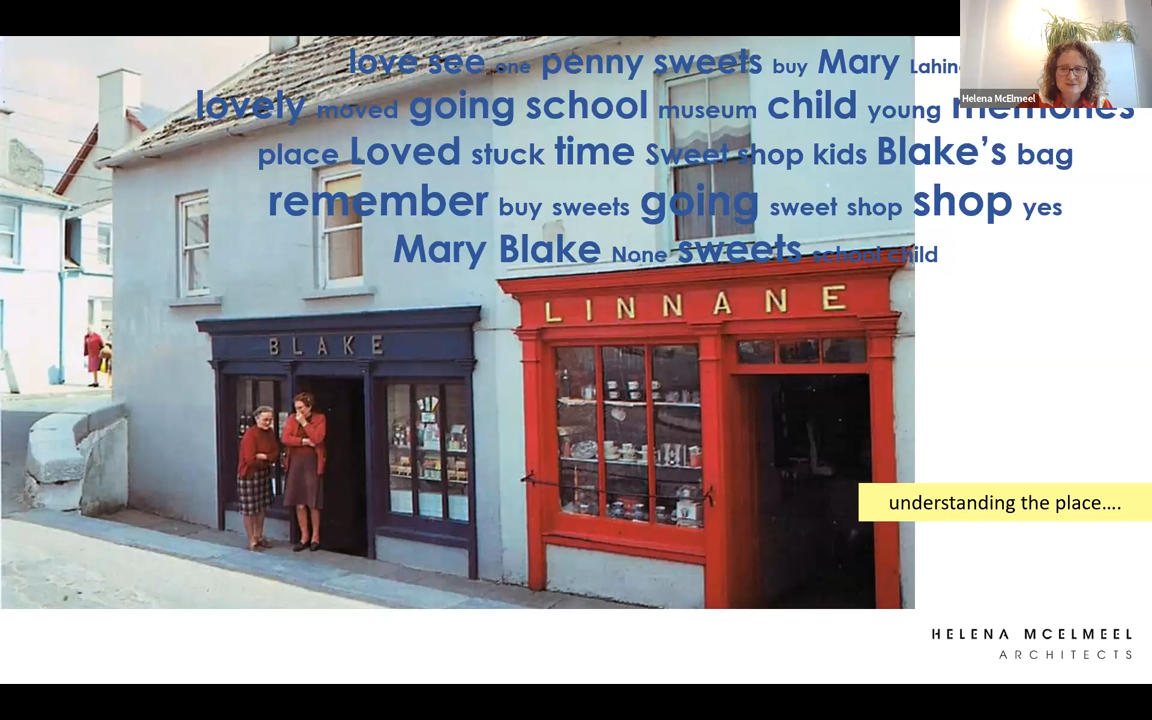 love see one penny sweets buy Mary
lovely moved going school museum child young memories
place Loved stuck time Sweet shop kids Blake's bag
remember buy sweets going sweet shop shop yes
Mary Blake None sweets school child
Helena McElmeel
BLAKE
LINNANE
understanding the place....
HELENA MCELMEEL
ARCHITECTS